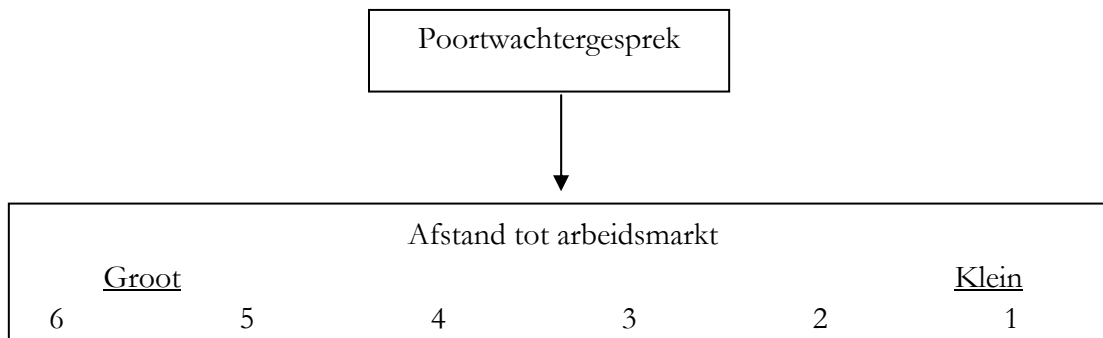 Poortwachtergesprek
Afstand tot arbeidsmarkt
Groot Klein
6 5 4 3 2 1